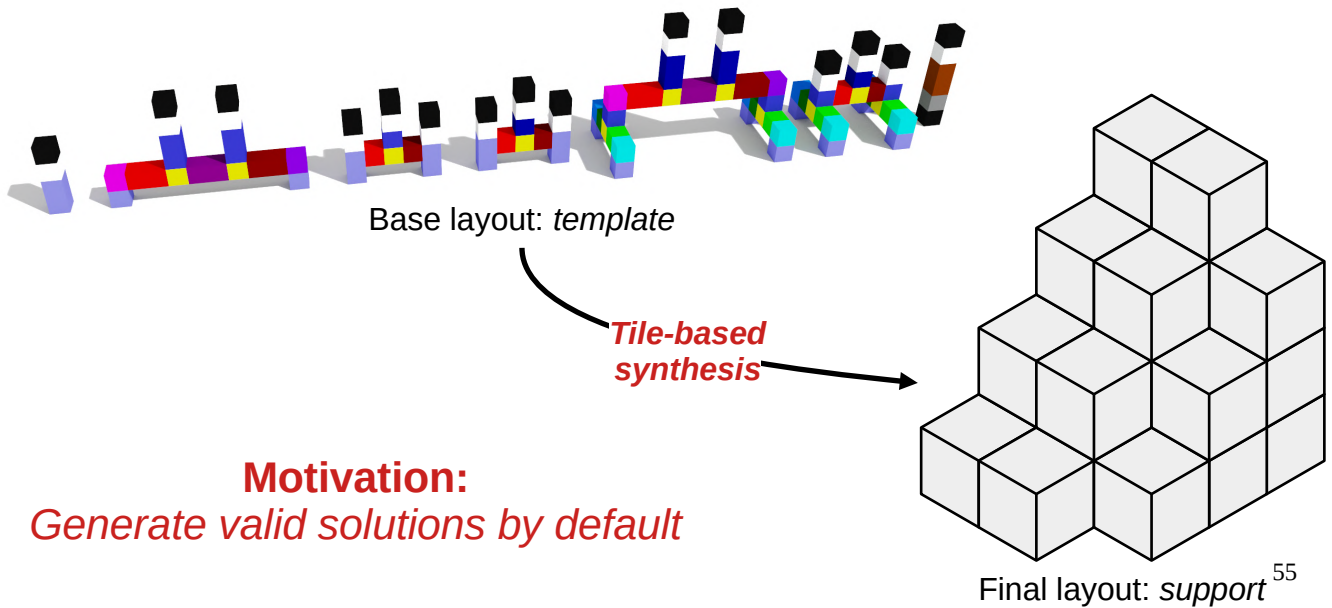 Base layout: template
Tile-based
synthesis
Motivation:
Generate valid solutions by default
Final layout: support
55